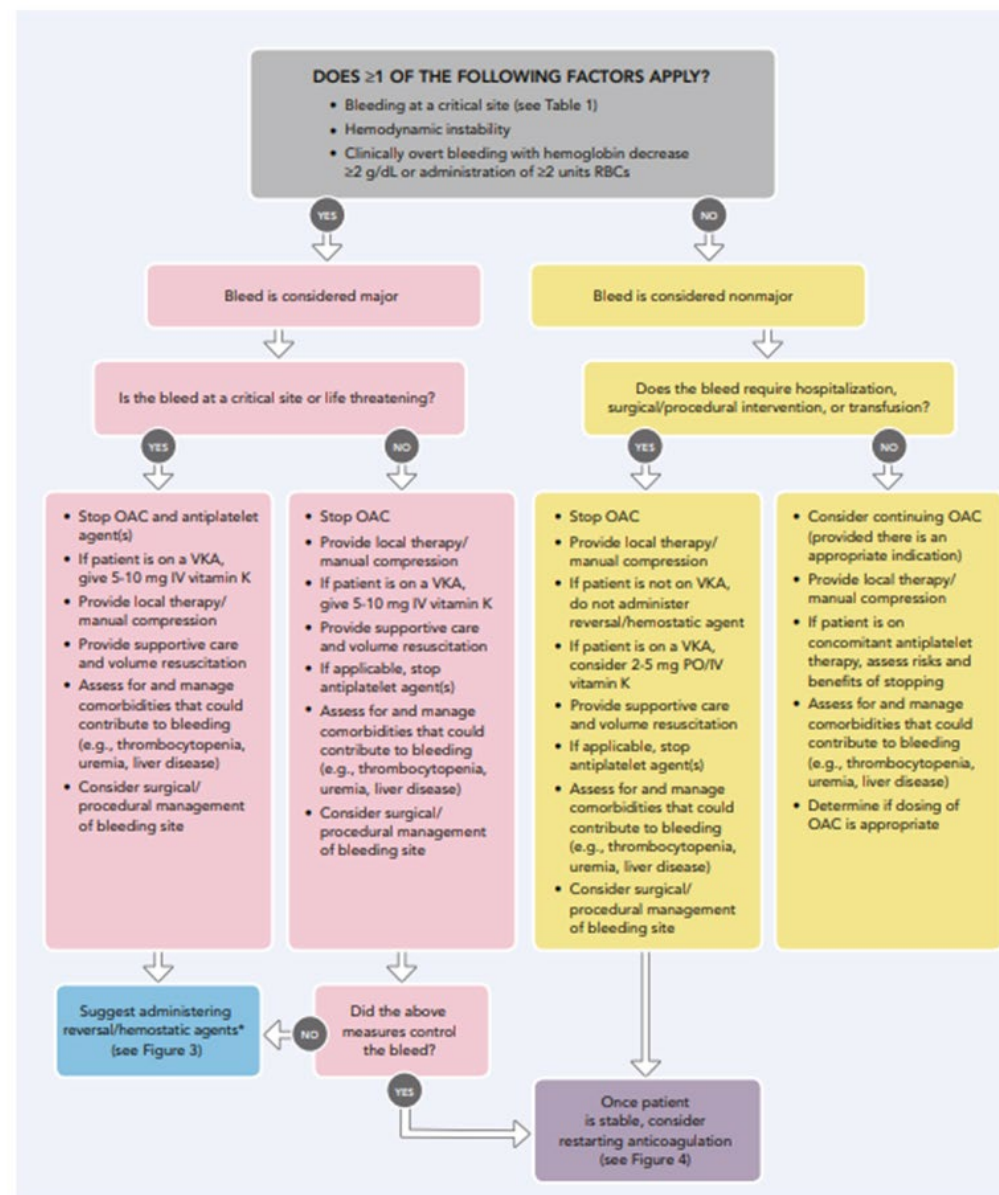 DOES ≥1 OF THE FOLLOWING FACTORS APPLY?
• Bleeding at a critical site (see Table 1)
• Hemodynamic instability
• Clinically overt bleeding with hemoglobin decrease
≥2 g/dL or administration of ≥2 units RBCs
YES
NO
Bleed is considered major
Bleed is considered nonmajor
Is the bleed at a critical site or life threatening?
Does the bleed require hospitalization,
surgical/procedural intervention, or transfusion?
YES
NO
YES
NO
• Stop OAC and antiplatelet
agent(s)
• If patient is on a VKA,
give 5-10 mg IV vitamin K
• Provide local therapy/
manual compression
• Provide supportive care
and volume resuscitation
• Assess for and manage
comorbidities that could
contribute to bleeding
(e.g., thrombocytopenia,
uremia, liver disease)
• Consider surgical/
procedural management
of bleeding site
• Stop OAC
• Provide local therapy/
manual compression
• If patient is on a VKA,
give 5-10 mg IV vitamin K
• Provide supportive care
and volume resuscitation
• If applicable, stop
antiplatelet agent(s)
• Assess for and manage
comorbidities that could
contribute to bleeding
(e.g., thrombocytopenia,
uremia, liver disease)
• Consider surgical/
procedural management
of bleeding site
• Stop OAC
• Provide local therapy/
manual compression
• If patient is not on VKA,
do not administer
reversal/hemostatic agent
• If patient is on a VKA,
consider 2-5 mg PO/IV
vitamin K
• Provide supportive care
and volume resuscitation
• If applicable, stop
antiplatelet agent(s)
• Assess for and manage
comorbidities that could
contribute to bleeding
(e.g., thrombocytopenia,
uremia, liver disease)
• Consider surgical/
procedural management
of bleeding site
• Consider continuing OAC
(provided there is an
appropriate indication)
• Provide local therapy/
manual compression
• If patient is on
concomitant antiplatelet
therapy, assess risks and
benefits of stopping
• Assess for and manage
comorbidities that could
contribute to bleeding
(e.g., thrombocytopenia,
uremia, liver disease)
• Determine if dosing of
OAC is appropriate
Suggest administering
reversal/hemostatic agents*
(see Figure 3)
NO
Did the above
measures control
the bleed?
YES
Once patient
is stable, consider
restarting anticoagulation
(see Figure 4)